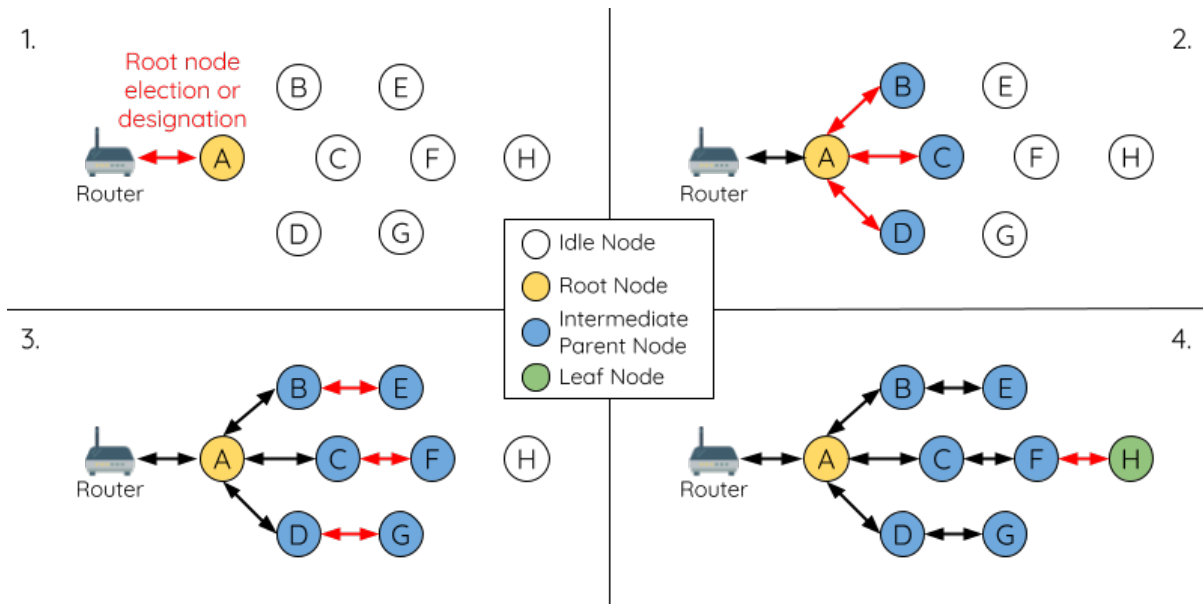 1.
Root node
election or
designation
Router
A
B
E
C
F
H
D
G
2.
B
E
A
C
F
H
Router
D
G
Idle Node
Root Node
Intermediate
Parent Node
Leaf Node
3.
B
E
A
C
F
H
Router
D
G
4.
B
E
A
C
F
H
Router
D
G